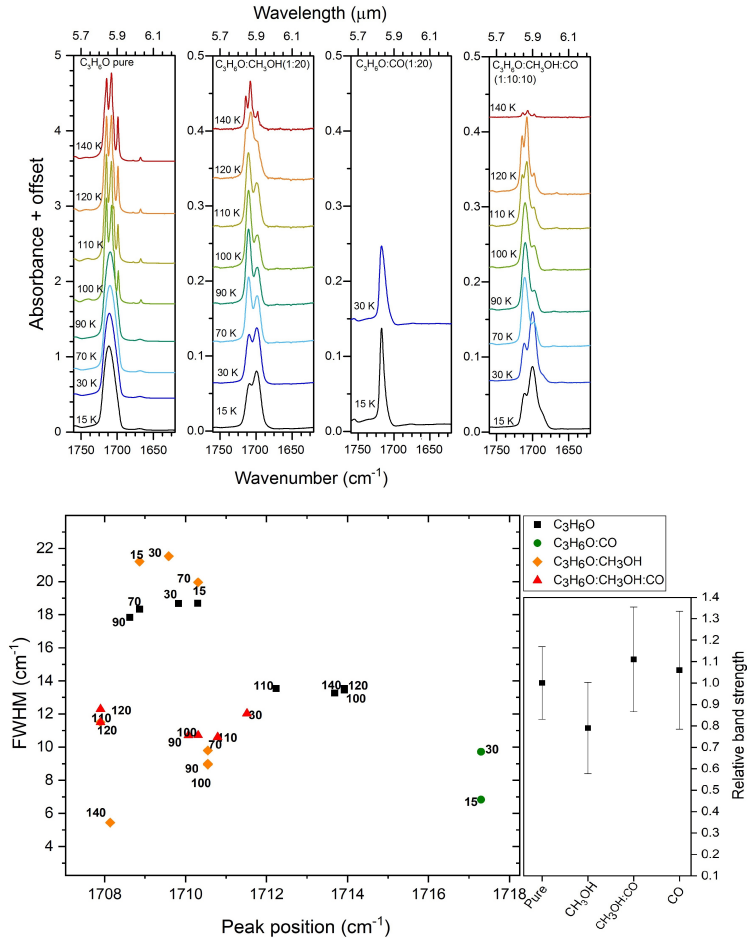 Wavelength (μm)
5.7 5.9 6.1 5.7 5.9 6.1 5.7 5.9 6.1 5.7 5.9 6.1
C3H6O pure
C3H6O:CH3OH(1:20)
C3H6O:CO(1:20)
C3H6O:CH3OH:CO
(1:10:10)
Absorbance + offset
5
4
3
2
1
0
140 K
120 K
110 K
100 K
90 K
70 K
30 K
15 K
0.5
0.4
0.3
0.2
0.1
0.0
140 K
120 K
110 K
100 K
90 K
70 K
30 K
15 K
0.5
0.4
0.3
0.2
0.1
0.0
30 K
15 K
0.5
0.4
0.3
0.2
0.1
0.0
140 K
120 K
110 K
100 K
90 K
70 K
30 K
15 K
1750 1700 1650 1750 1700 1650 1750 1700 1650 1750 1700 1650
Wavenumber (cm-1)
FWHM (cm-1)
22
20
18
16
14
12
10
8
6
4
15
30
70
70
90
30
15
110
140
120
100
120
110
120
30
100
90
70
110
90
100
140
30
15
1708 1710 1712 1714 1716 1718
Peak position (cm-1)
C3H6O
C3H6O:CO
C3H6O:CH3OH
C3H6O:CH3OH:CO
1.4
1.3
1.2
1.1
1.0
0.9
0.8
0.7
0.6
0.5
0.4
0.3
0.2
0.1
Relative band strength
Pure
CH3OH
CH3OH:CO
CO